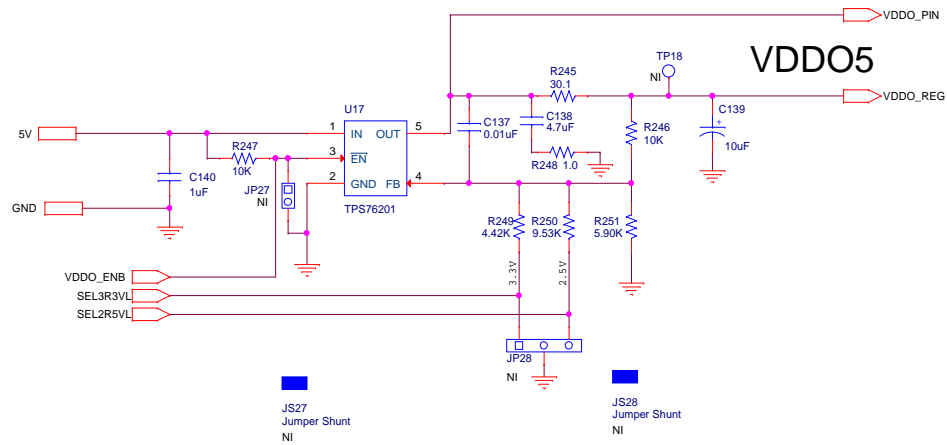 VDDO_PIN
VDDO5
TP18
NI
R245
30.1
VDDO_REG
U17
C137
0.01uF
C138
4.7uF
C139
+
10uF
R246
10K
5V
1
IN
OUT
5
R247
10K
3
EN
R248 1.0
2
GND
FB
4
C140
1uF
JP27
NI
TPS76201
GND
R249
4.42K
R250
9.53K
R251
5.90K
VDDO_ENB
3.3V
2.5V
SEL3R3VL
SEL2R5VL
JP28
NI
JS27
Jumper Shunt
NI
JS28
Jumper Shunt
NI